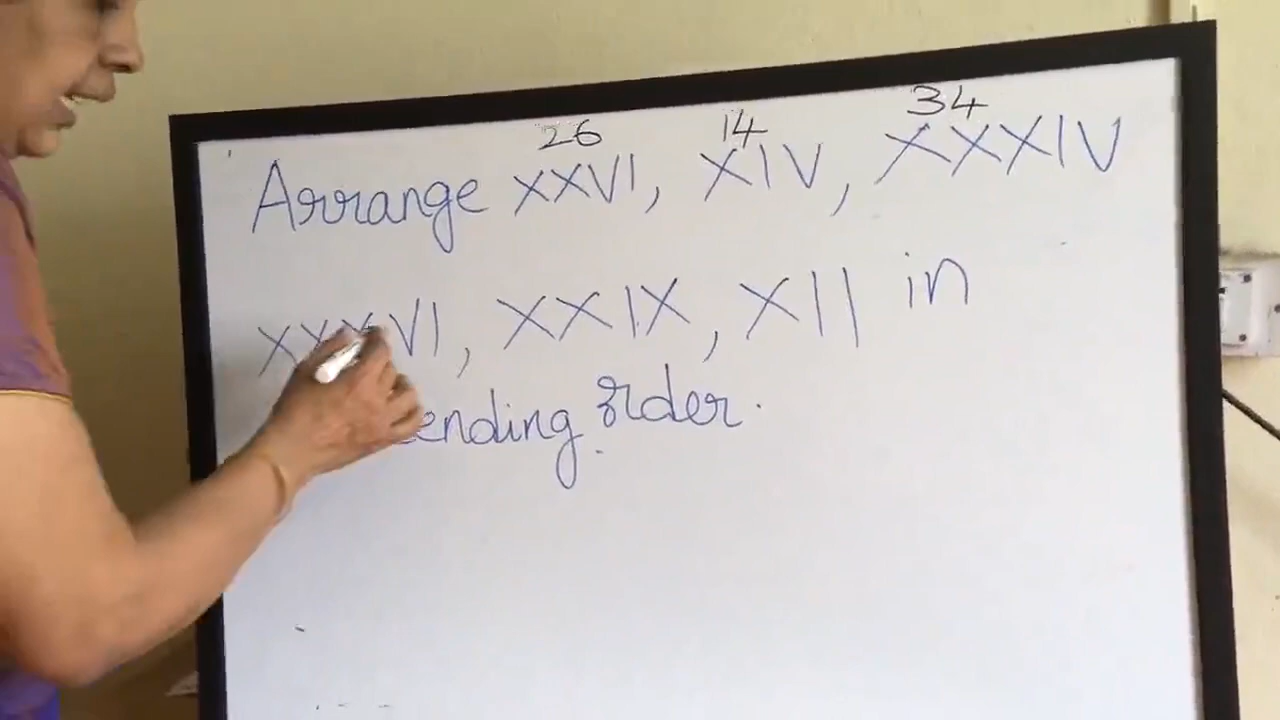 26 14 34
Arrange XXVI, XIV, XXXIV
XXXVI, XXIX, XII in
ending order.